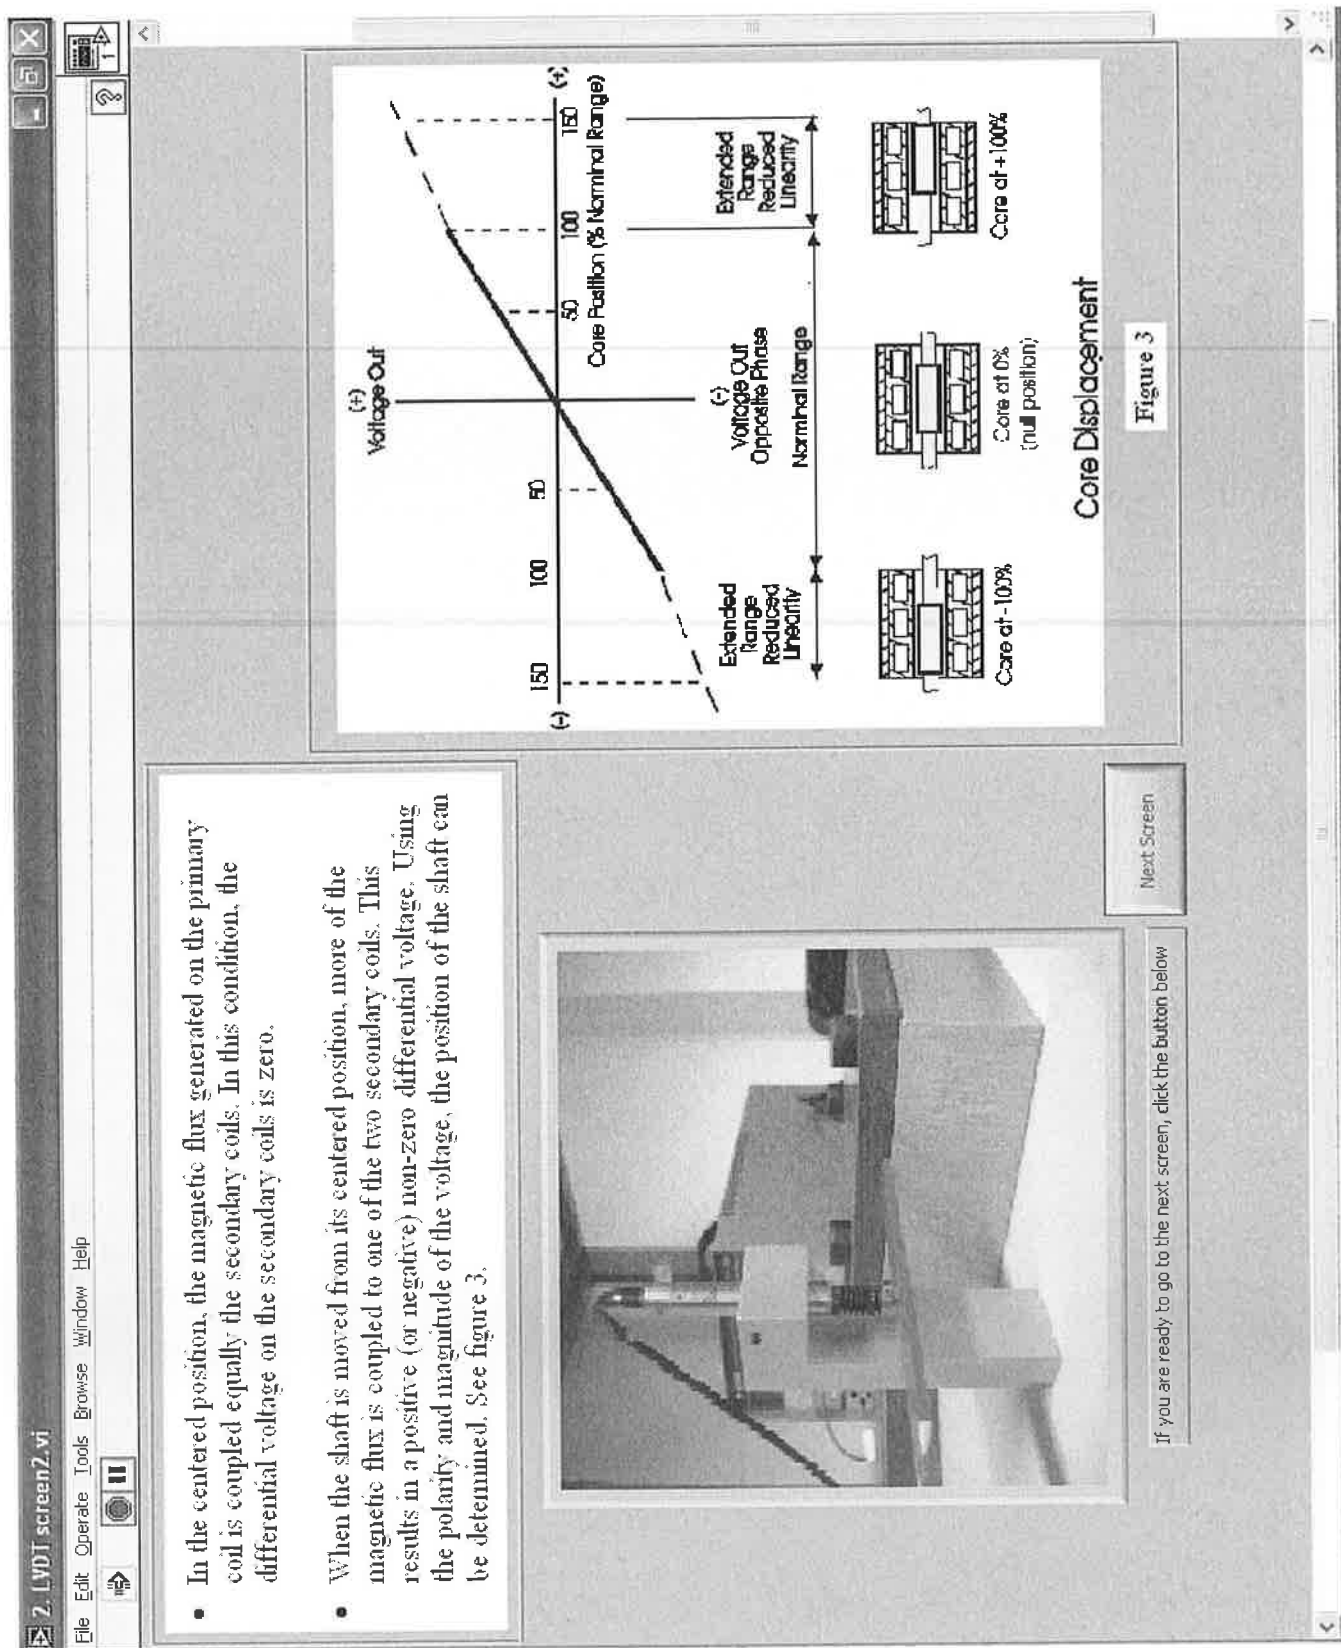 2. LVDT screen2.vi
File Edit Operate Tools Browse Window Help
?
1
• In the centered position, the magnetic flux generated on the primary
coil is coupled equally the secondary coils. In this condition, the
differential voltage on the secondary coils is zero.
• When the shaft is moved from its centered position, more of the
magnetic flux is coupled to one of the two secondary coils. This
results in a positive (or negative) non-zero differential voltage. Using
the polarity and magnitude of the voltage, the position of the shaft can
be determined. See figure 3.
(+)
Voltage Out
150 100 50
(-)
50 100 150
(+)
Core Position (% Norminal Range)
(-)
Voltage Out
Opposite Phase
Extended
Range
Reduced
Linearity
Norminal Range
Extended
Range
Reduced
Linearity
Core at -100%
Core at 0%
(null position)
Core at +100%
Core Displacement
Figure 3
If you are ready to go to the next screen, click the button below
Next Screen